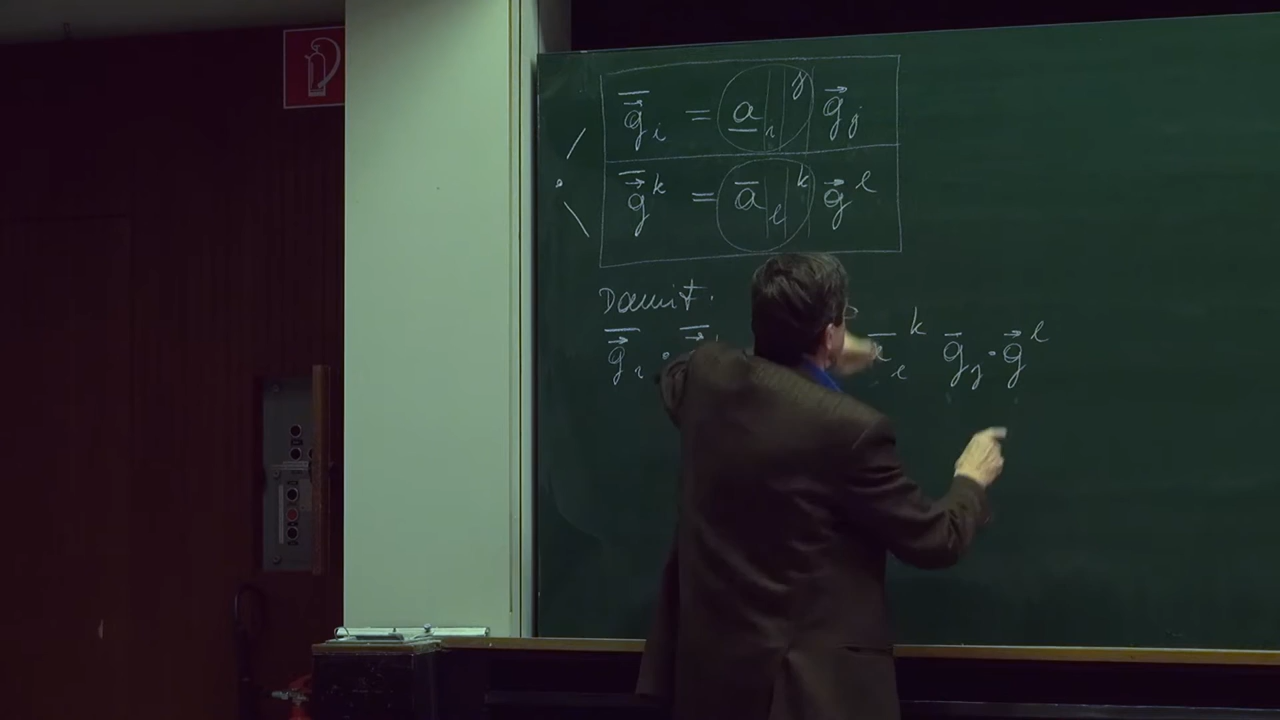 g̅⃗ᵢ = a̲ᵢʲ g⃗ⱼ
g̅⃗ᵏ = a̅ₗᵏ g⃗ˡ
Damit:
g̅⃗ᵢ · ₗᵏ g⃗ⱼ · g⃗ˡ